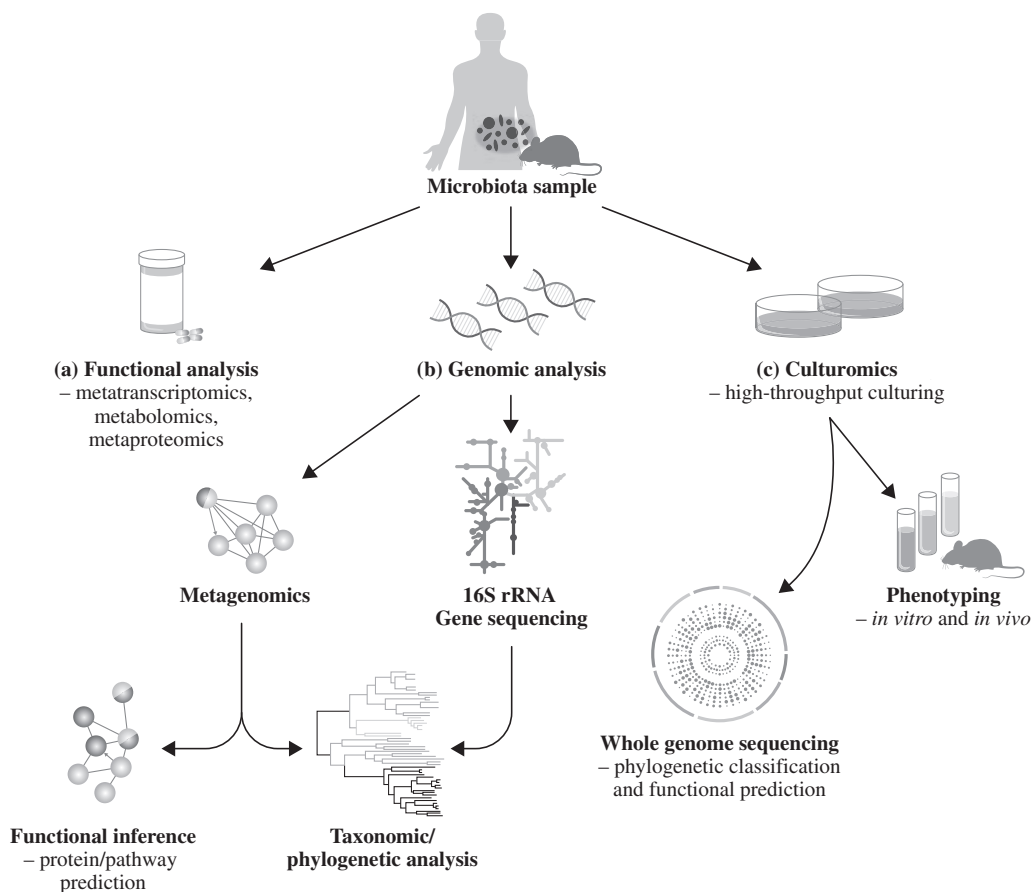 Microbiota sample
(a) Functional analysis
– metatranscriptomics,
metabolomics,
metaproteomics
(b) Genomic analysis
(c) Culturomics
– high-throughput culturing
Metagenomics
16S rRNA
Gene sequencing
Phenotyping
– in vitro and in vivo
Whole genome sequencing
– phylogenetic classification
and functional prediction
Functional inference
– protein/pathway
prediction
Taxonomic/
phylogenetic analysis